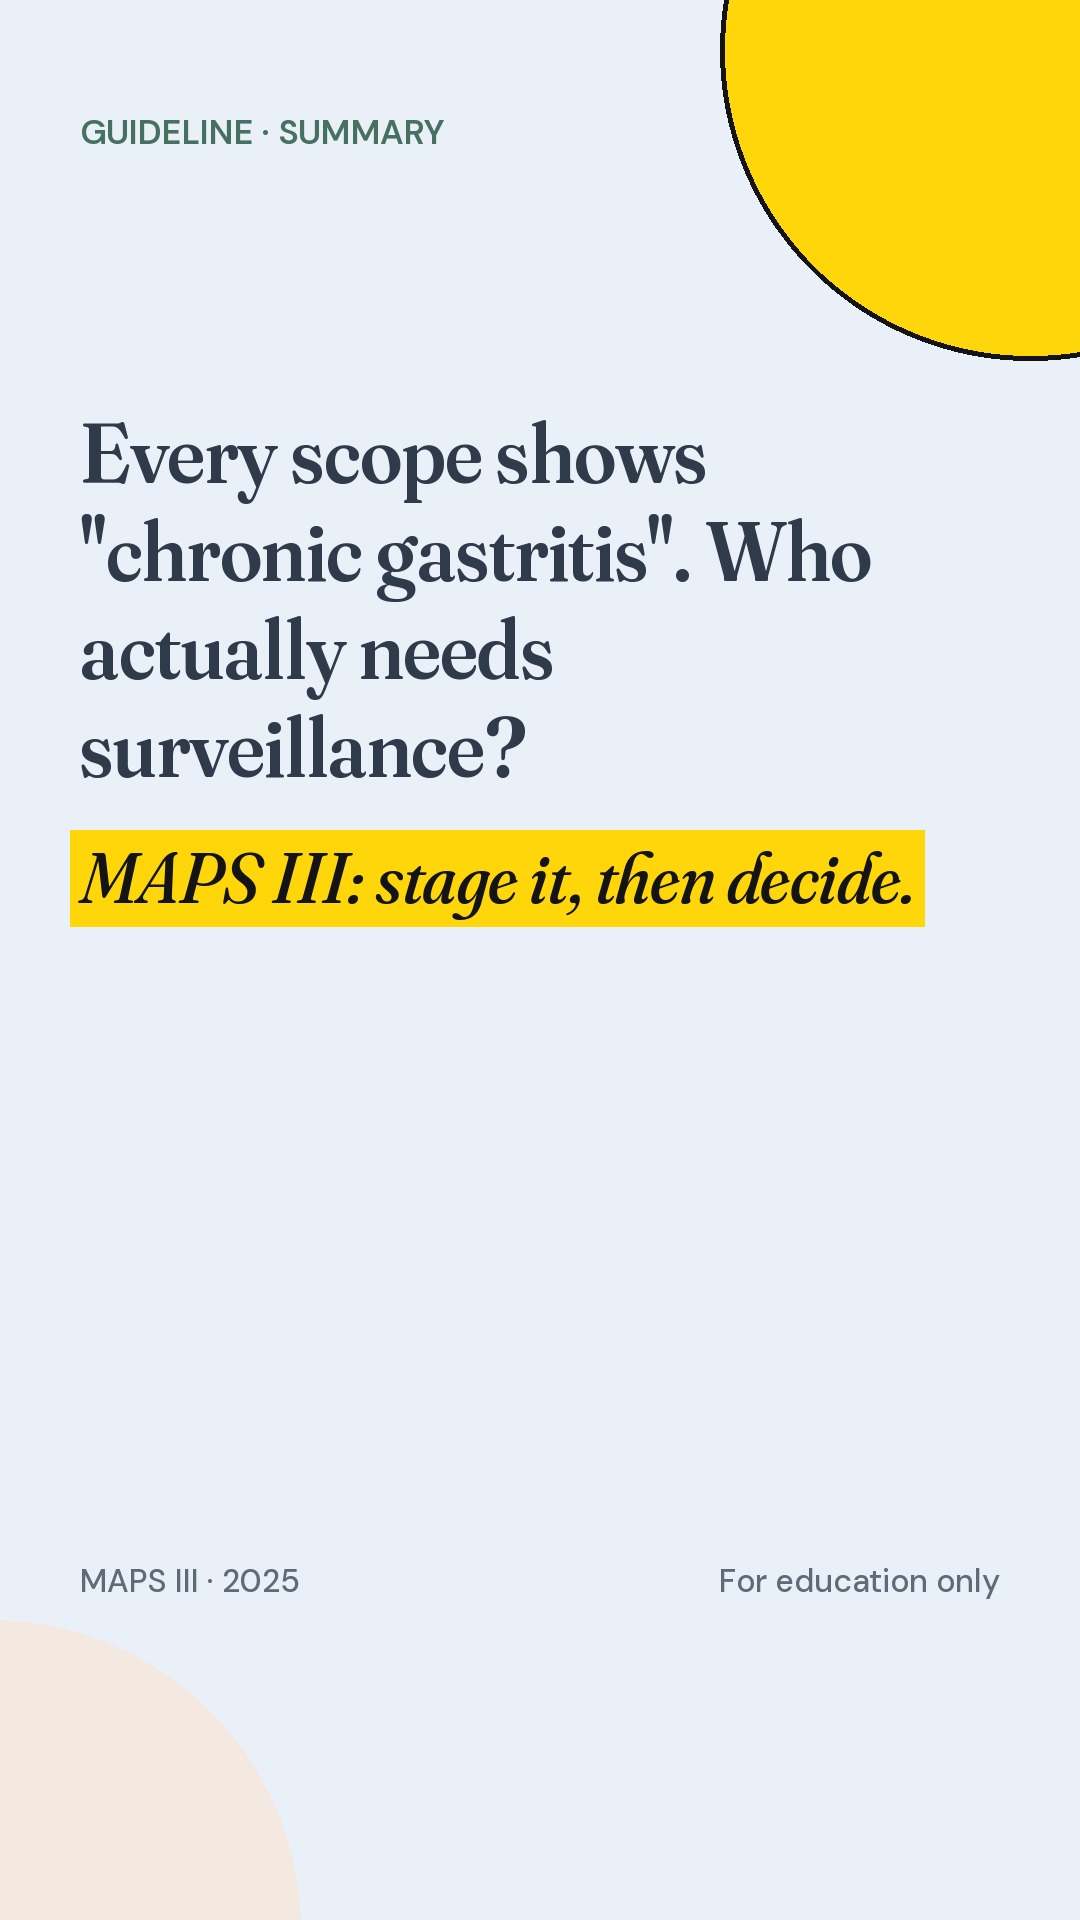 GUIDELINE · SUMMARY
Every scope shows
"chronic gastritis". Who
actually needs
surveillance?
MAPS III: stage it, then decide.
MAPS III · 2025
For education only